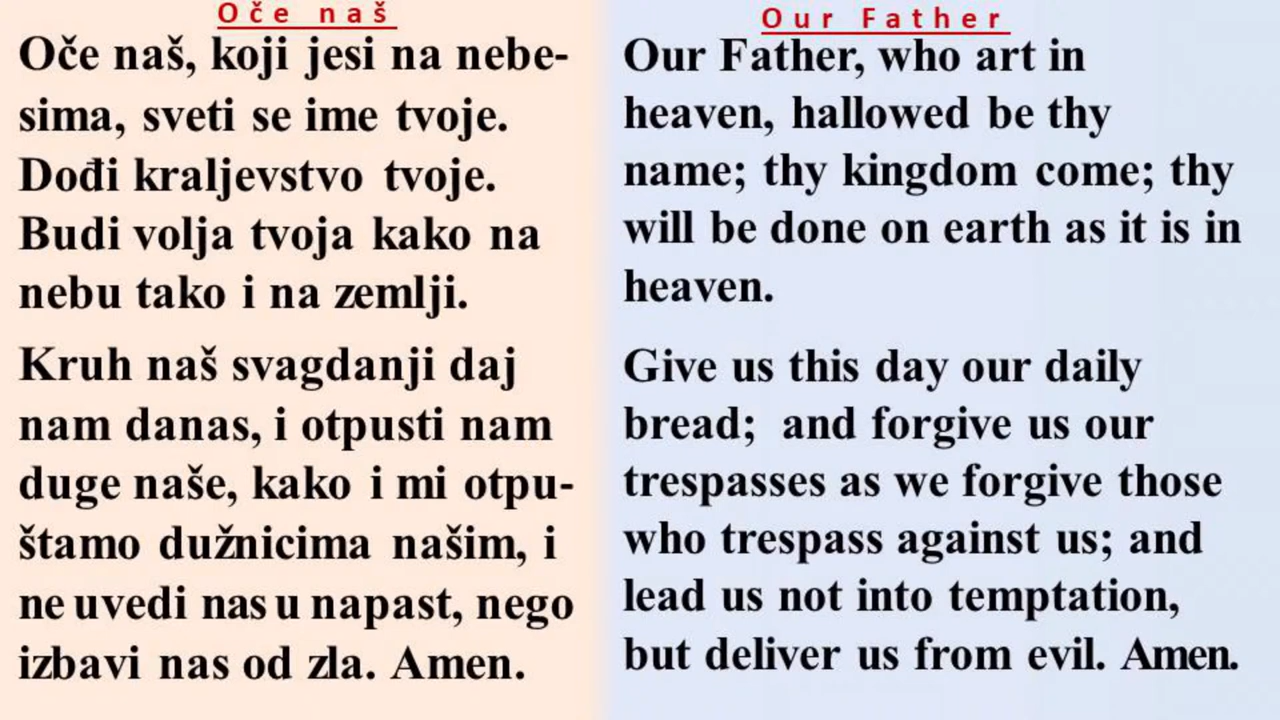 Oče naš
Oče naš, koji jesi na nebe-
sima, sveti se ime tvoje.
Dođi kraljevstvo tvoje.
Budi volja tvoja kako na
nebu tako i na zemlji.
Kruh naš svagdanji daj
nam danas, i otpusti nam
duge naše, kako i mi otpu-
štamo dužnicima našim, i
ne uvedi nas u napast, nego
izbavi nas od zla. Amen.
Our Father
Our Father, who art in
heaven, hallowed be thy
name; thy kingdom come; thy
will be done on earth as it is in
heaven.
Give us this day our daily
bread; and forgive us our
trespasses as we forgive those
who trespass against us; and
lead us not into temptation,
but deliver us from evil. Amen.